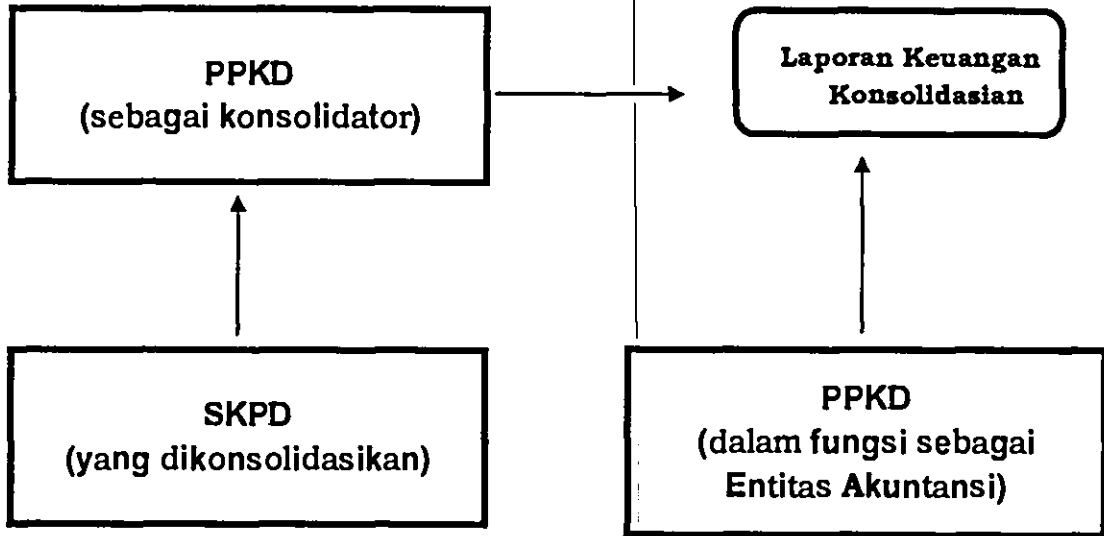 PPKD
(sebagai konsolidator)
Laporan Keuangan
Konsolidasian
SKPD
(yang dikonsolidasikan)
PPKD
(dalam fungsi sebagai
Entitas Akuntansi)